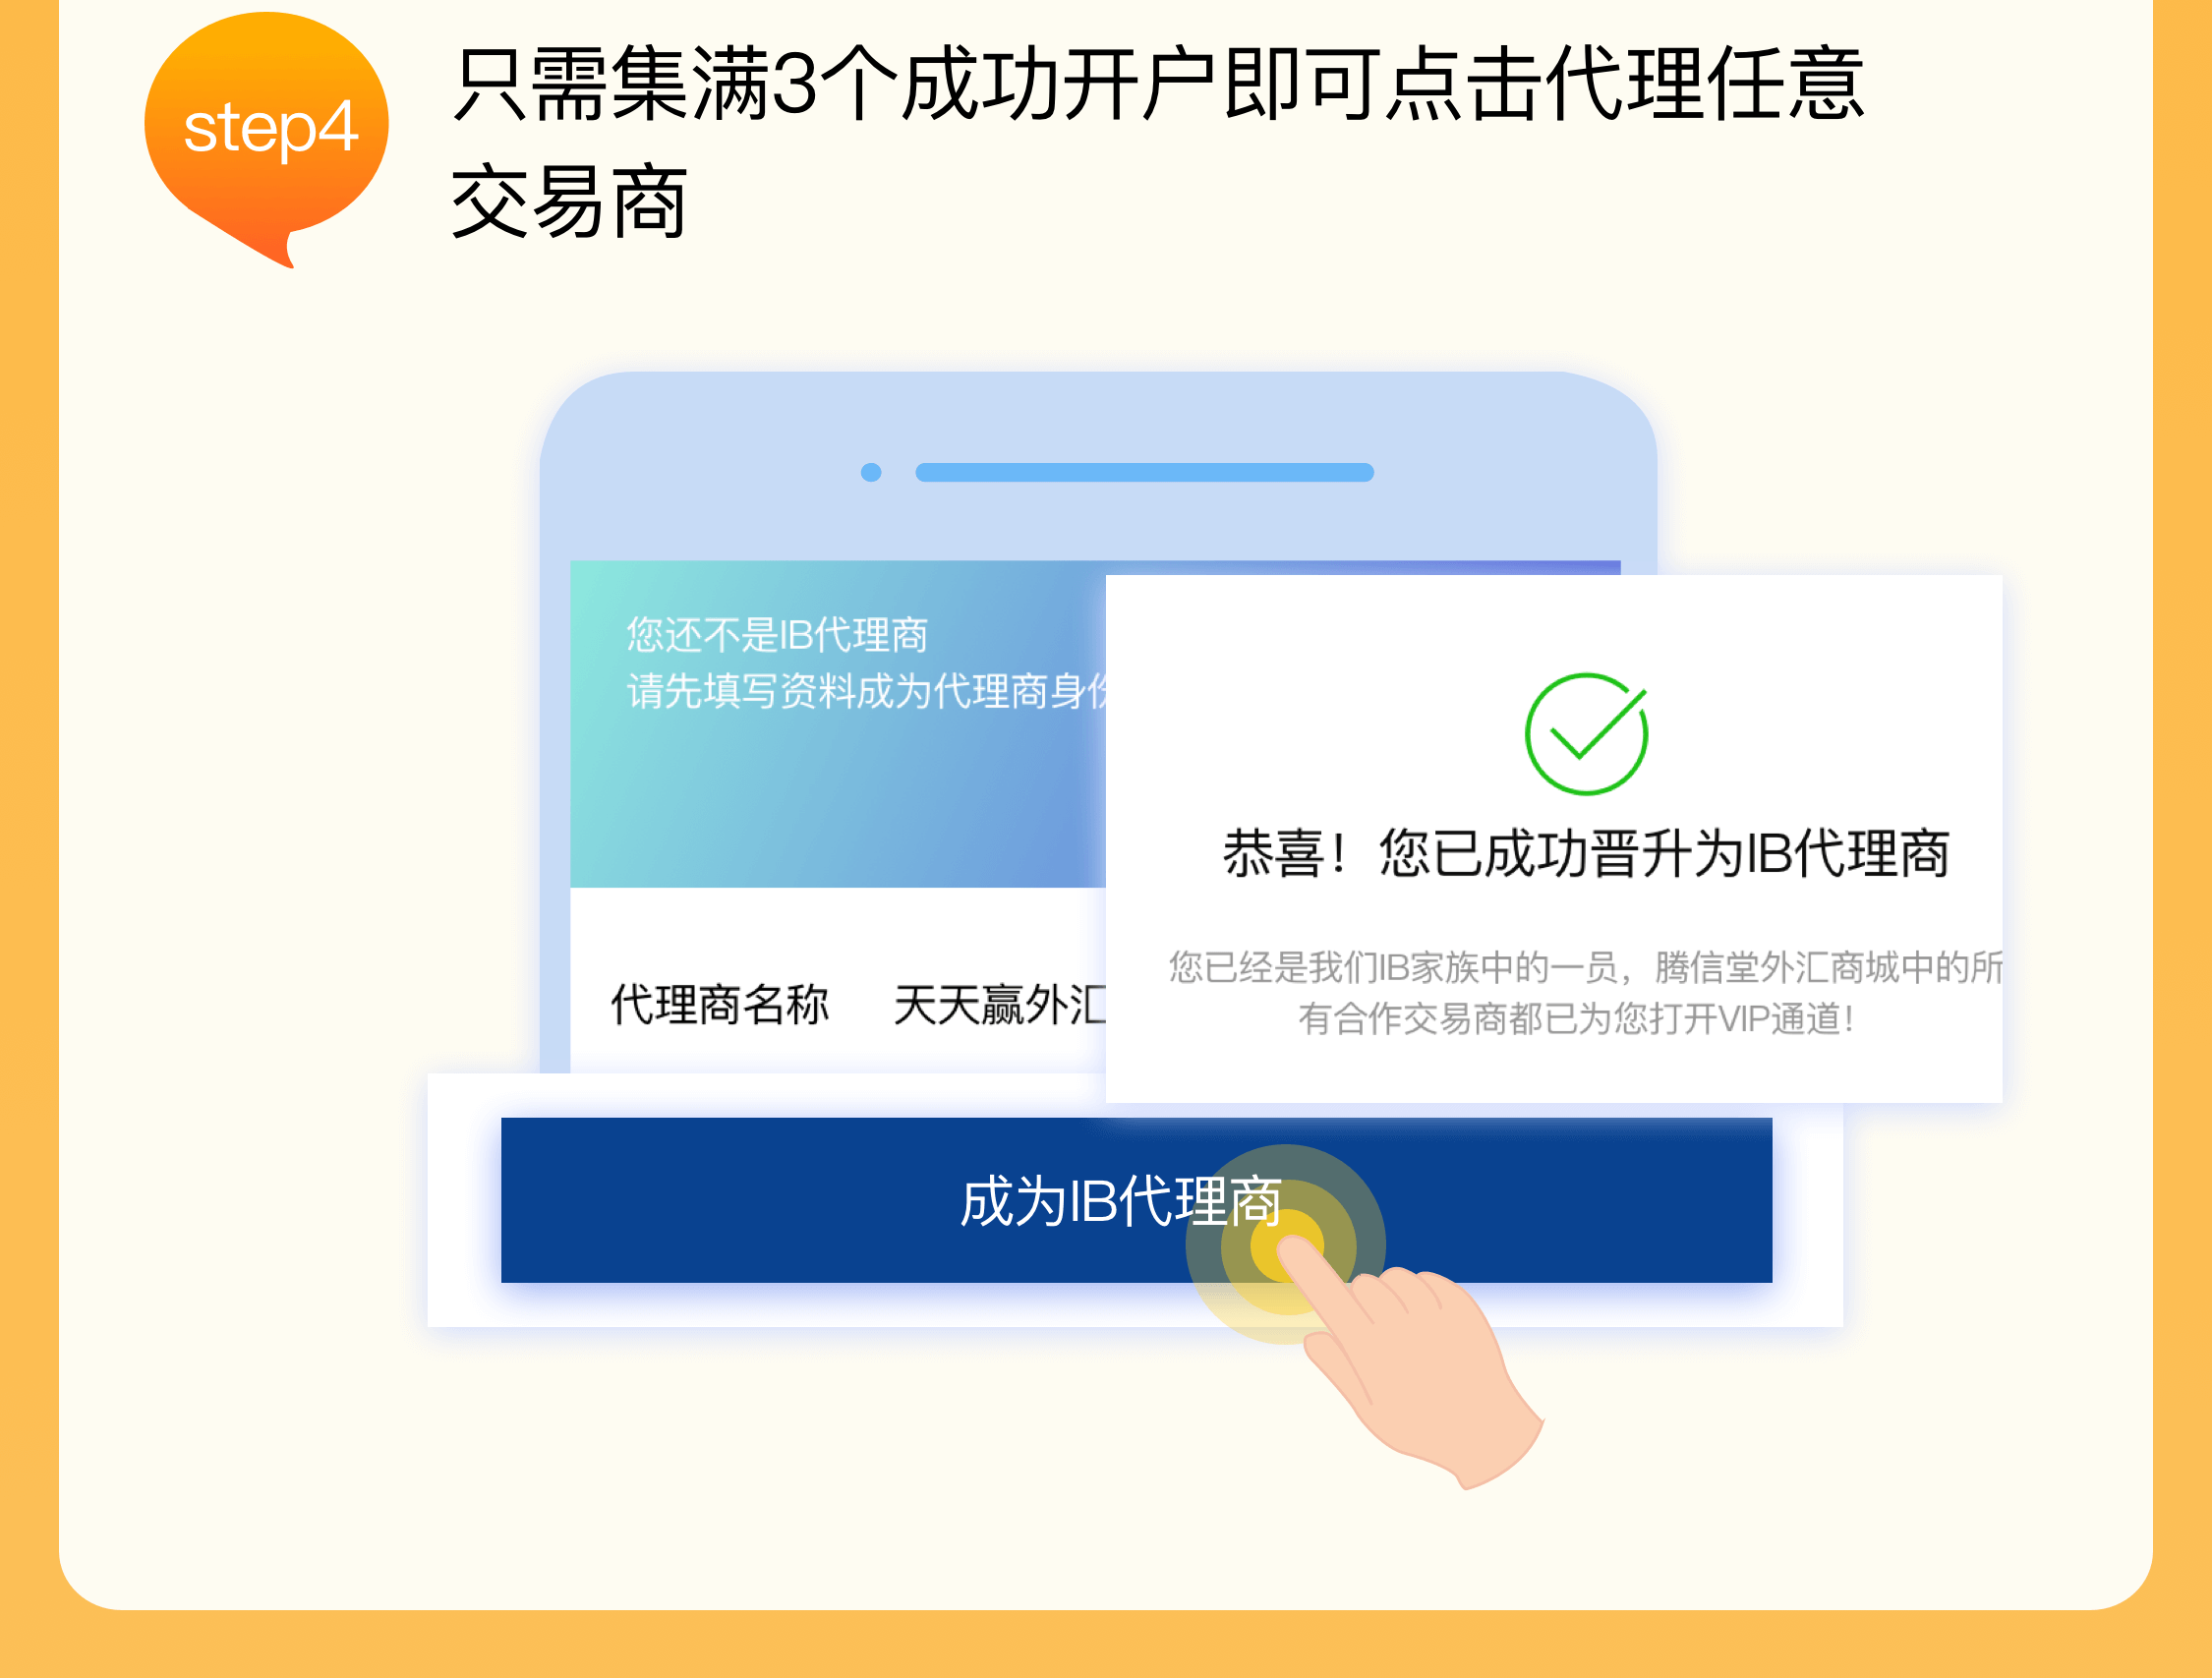 step4
只需集满3个成功开户即可点击代理任意
交易商
您还不是IB代理商
请先填写资料成为代理商身
恭喜！您已成功晋升为IB代理商
您已经是我们IB家族中的一员，腾信堂外汇商城中的所
有合作交易商都已为您打开VIP通道！
代理商名称 天天赢外汇
成为IB代理商